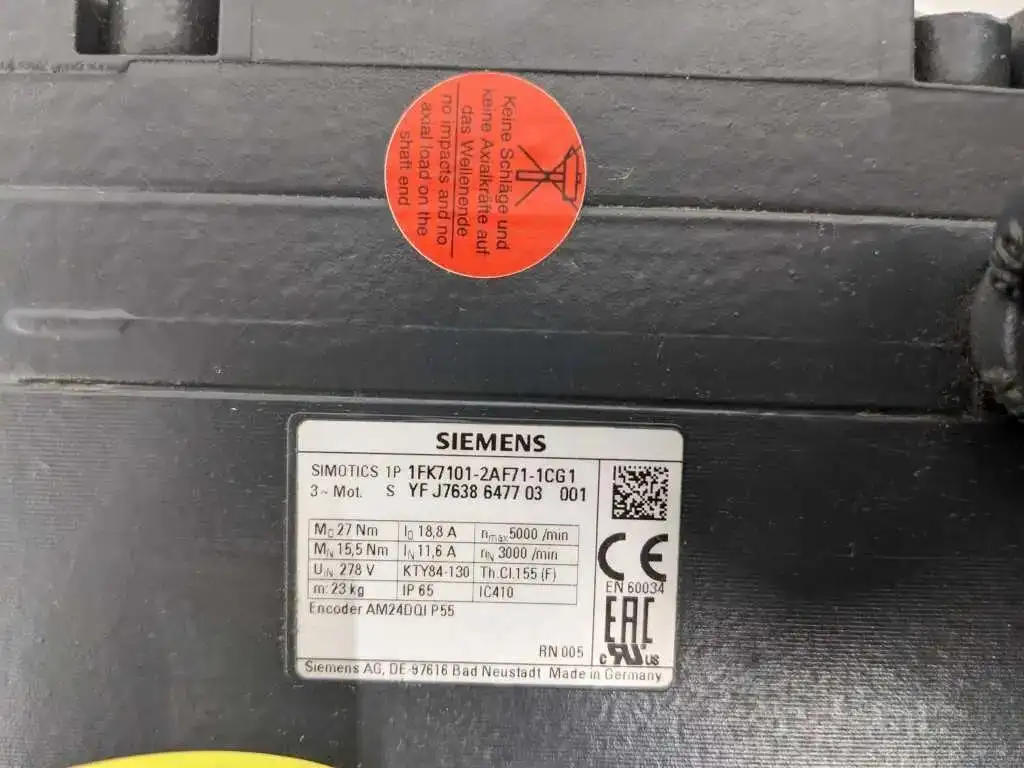 Keine Schläge und
keine Axialkräfte auf
das Wellenende
no impacts and no
axial load on the
shaft end
SIEMENS
SIMOTICS 1P 1FK7101-2AF71-1CG1
3~ Mot. S YF J7638 6477 03 001
M₀ 27 Nm I₀ 18,8 A nmax 5000 /min
MN 15,5 Nm IN 11,6 A nN 3000 /min
UIN 278 V KTY84-130 Th.Cl.155 (F)
m: 23 kg IP 65 IC410
Encoder AM24DQI P55
CE
EN 60034
EAC
c RU US
RN 005
Siemens AG, DE-97616 Bad Neustadt Made in Germany